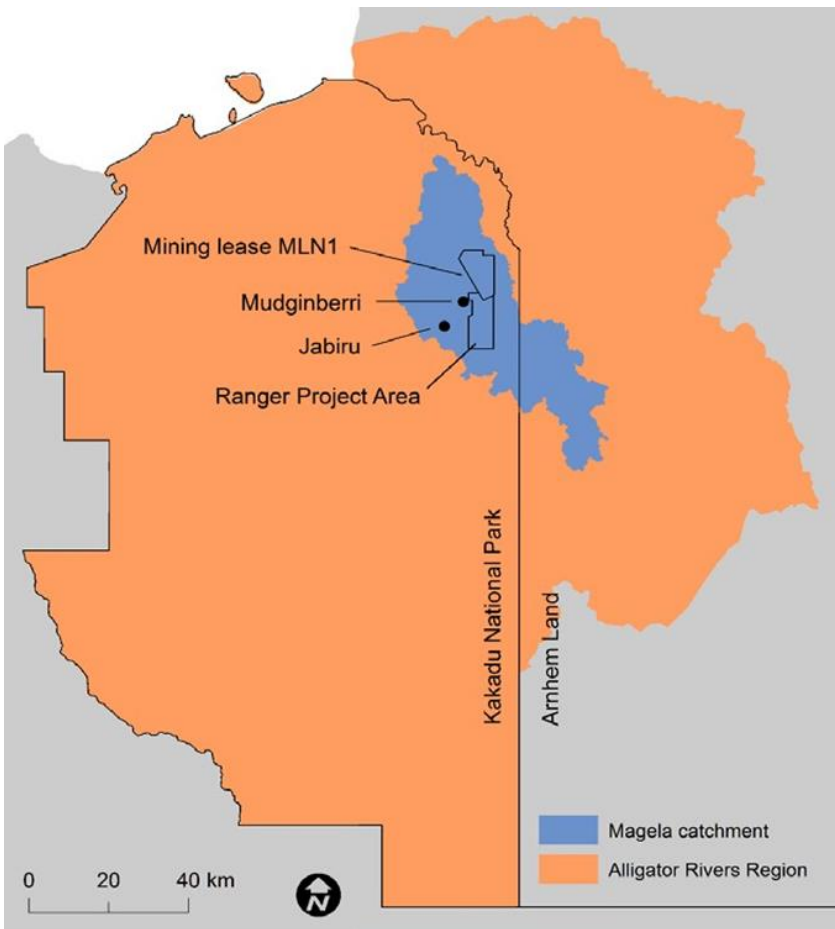 Mining lease MLN1
Mudginberri
Jabiru
Ranger Project Area
Kakadu National Park
Arnhem Land
Magela catchment
Alligator Rivers Region
0 20 40 km
N